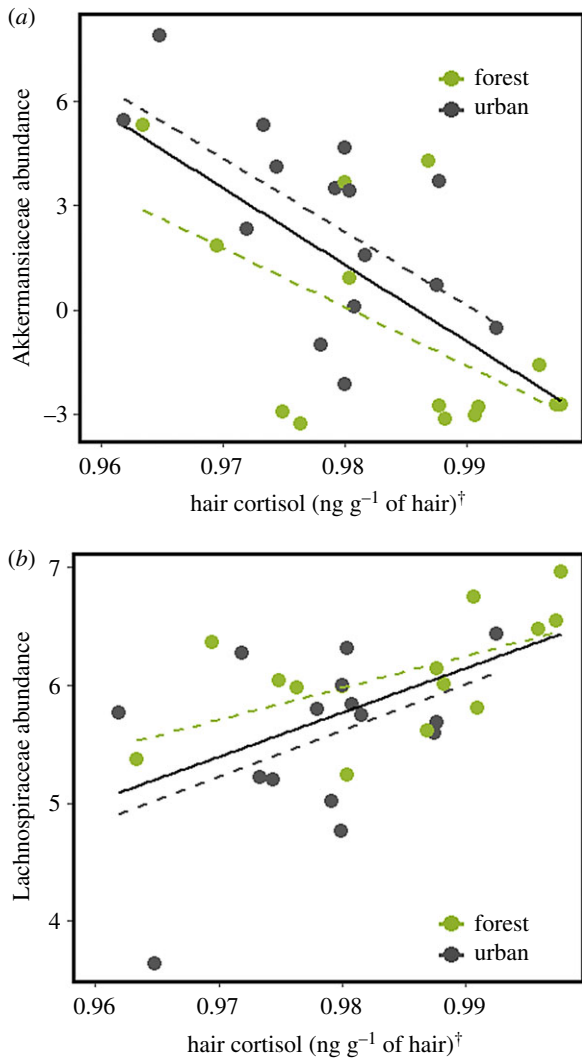 (a)
Akkermansiaceae abundance
6
3
0
–3
forest
urban
0.96 0.97 0.98 0.99
hair cortisol (ng g⁻¹ of hair)†
(b)
Lachnospiraceae abundance
7
6
5
4
forest
urban
0.96 0.97 0.98 0.99
hair cortisol (ng g⁻¹ of hair)†